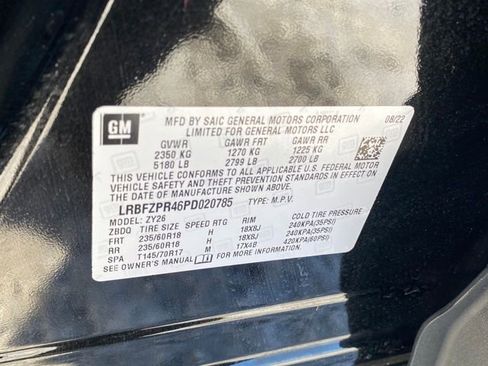 GM
MFD BY SAIC GENERAL MOTORS CORPORATION 08/22
LIMITED FOR GENERAL MOTORS LLC
GVWR GAWR FRT GAWR RR
2350 KG 1270 KG 1225 KG
5180 LB 2799 LB 2700 LB
THIS VEHICLE CONFORMS TO ALL APPLICABLE U.S. FEDERAL MOTOR
VEHICLE SAFETY STANDARDS IN EFFECT ON THE DATE OF
MANUFACTURE SHOWN ABOVE.
LRBFZPR46PD020785 TYPE: M.P.V.
MODEL: ZY26
ZBDQ TIRE SIZE SPEED RTG RIM COLD TIRE PRESSURE
FRT 235/60R18 H 18X8J 240KPA(35PSI)
RR 235/60R18 H 18X8J 240KPA(35PSI)
SPA T145/70R17 M 17X4B 420KPA(60PSI)
SEE OWNER'S MANUAL FOR MORE INFORMATION.